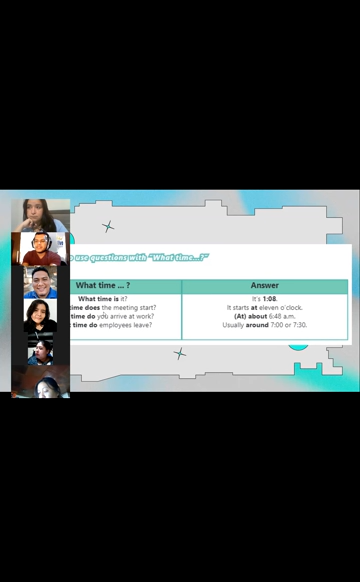 o use questions with "What time...?"
What time ... ?
Answer
What time is it?
It's 1:08.
time does the meeting start?
It starts at eleven o'clock.
time do you arrive at work?
(At) about 6:48 a.m.
t time do employees leave?
Usually around 7:00 or 7:30.